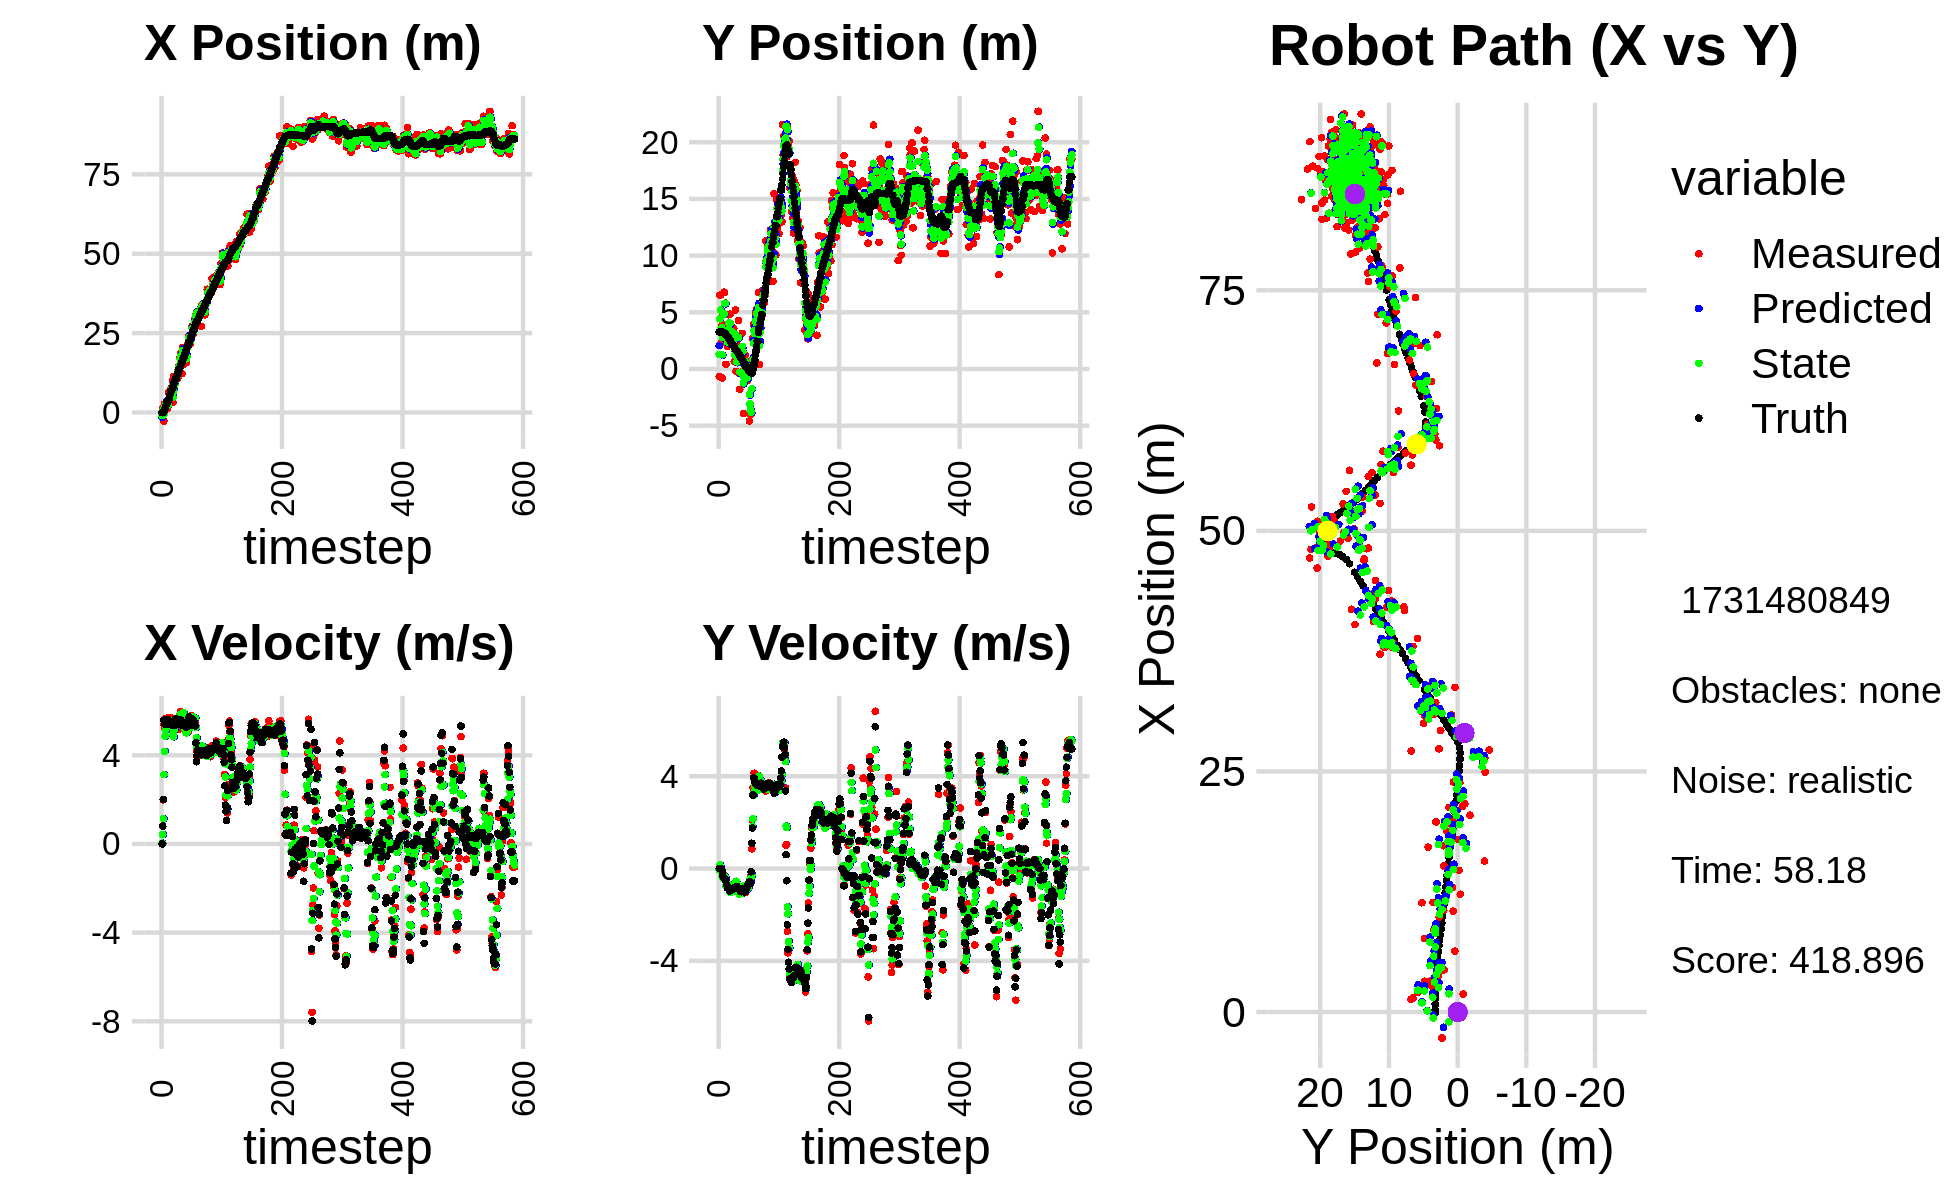 X Position (m)
75
50
25
0
0
200
400
600
timestep
Y Position (m)
20
15
10
5
0
-5
0
200
400
600
timestep
X Velocity (m/s)
4
0
-4
-8
0
200
400
600
timestep
Y Velocity (m/s)
4
0
-4
0
200
400
600
timestep
Robot Path (X vs Y)
X Position (m)
75
50
25
0
20 10 0 -10 -20
Y Position (m)
variable
Measured
Predicted
State
Truth
1731480849
Obstacles: none
Noise: realistic
Time: 58.18
Score: 418.896